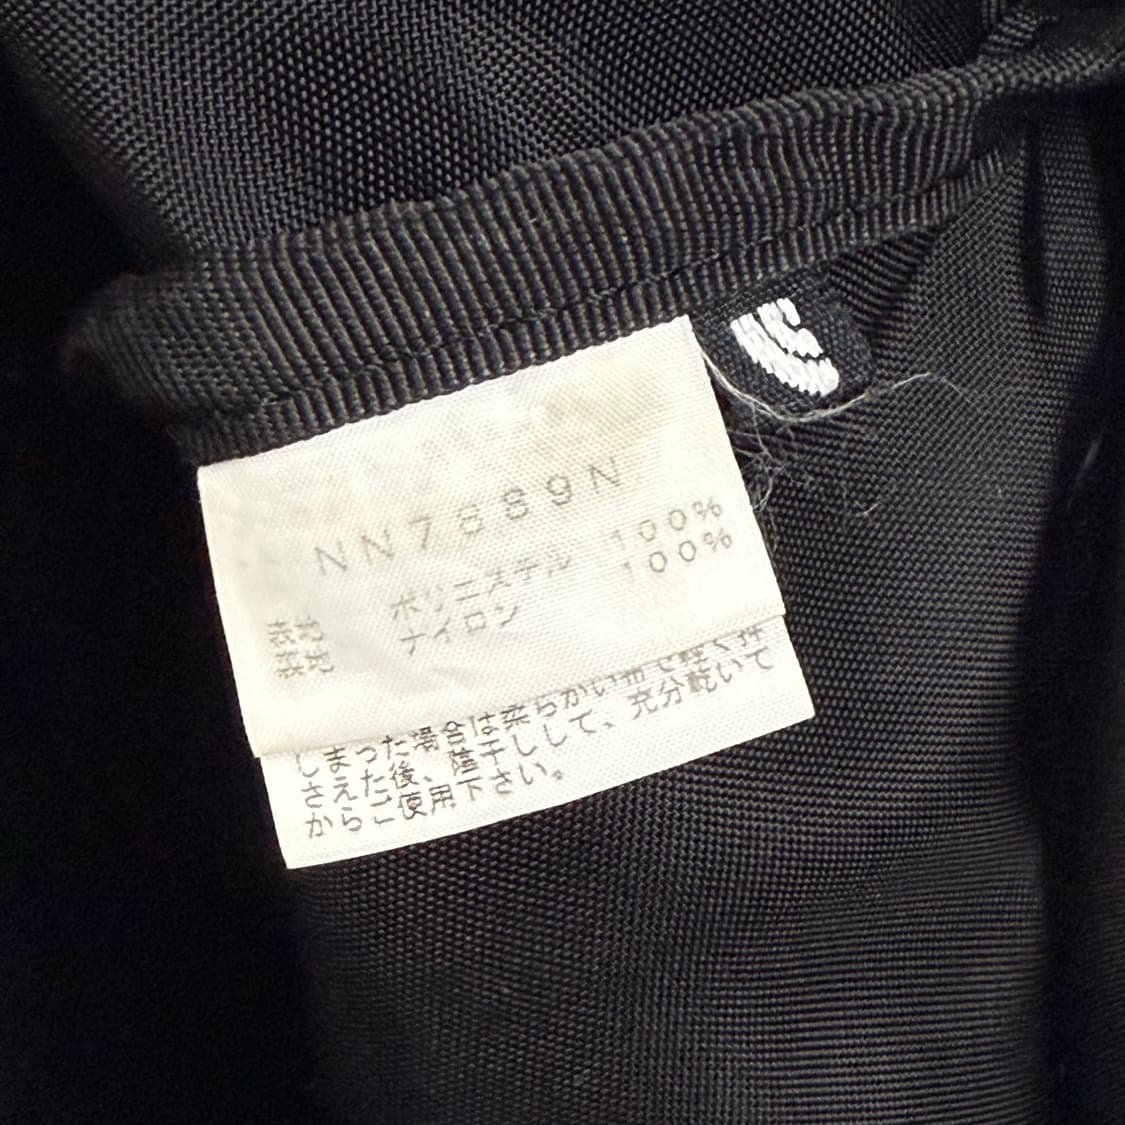 NN7889N
表地 ポリエステル 100%
裏地 ナイロン 100%
しまった場合は柔らかい布で軽く押
さえた後、陰干しして、充分乾いて
からご使用下さい。